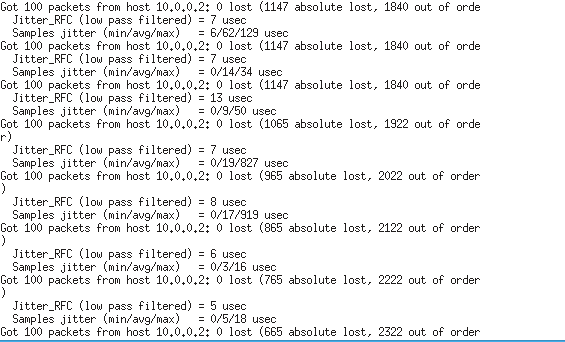 Got 100 packets from host 10.0.0.2: 0 lost (1147 absolute lost, 1840 out of orde
Jitter_RFC (low pass filtered) = 7 usec
Samples jitter (min/avg/max) = 6/62/129 usec
Got 100 packets from host 10.0.0.2: 0 lost (1147 absolute lost, 1840 out of orde
Jitter_RFC (low pass filtered) = 7 usec
Samples jitter (min/avg/max) = 0/14/34 usec
Got 100 packets from host 10.0.0.2: 0 lost (1147 absolute lost, 1840 out of orde
Jitter_RFC (low pass filtered) = 13 usec
Samples jitter (min/avg/max) = 0/9/50 usec
Got 100 packets from host 10.0.0.2: 0 lost (1065 absolute lost, 1922 out of orde
r)
Jitter_RFC (low pass filtered) = 7 usec
Samples jitter (min/avg/max) = 0/19/827 usec
Got 100 packets from host 10.0.0.2: 0 lost (965 absolute lost, 2022 out of order
)
Jitter_RFC (low pass filtered) = 8 usec
Samples jitter (min/avg/max) = 0/17/919 usec
Got 100 packets from host 10.0.0.2: 0 lost (865 absolute lost, 2122 out of order
)
Jitter_RFC (low pass filtered) = 6 usec
Samples jitter (min/avg/max) = 0/3/16 usec
Got 100 packets from host 10.0.0.2: 0 lost (765 absolute lost, 2222 out of order
)
Jitter_RFC (low pass filtered) = 5 usec
Samples jitter (min/avg/max) = 0/5/18 usec
Got 100 packets from host 10.0.0.2: 0 lost (665 absolute lost, 2322 out of order